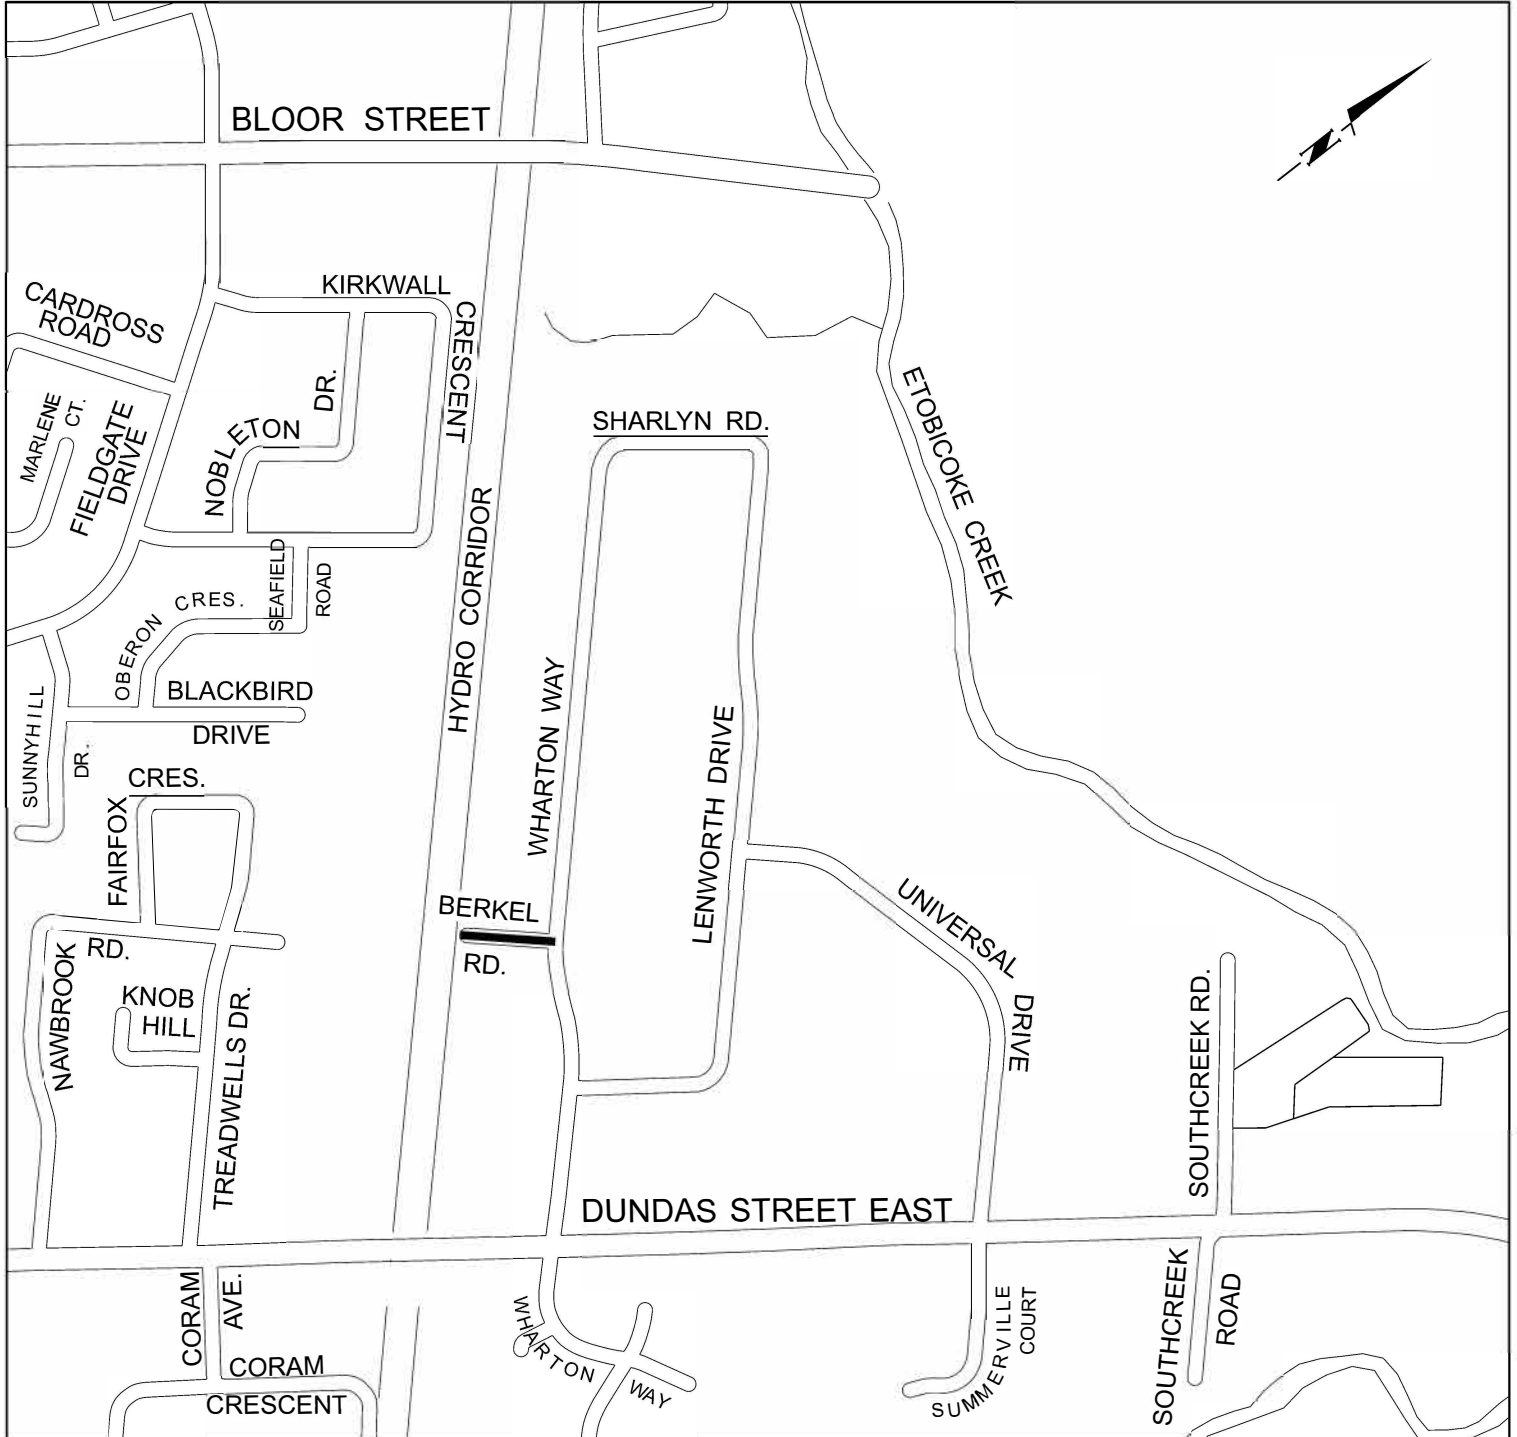 BLOOR STREET
N
KIRKWALL
CRESCENT
CARDROSS
ROAD
MARLENE
CT.
FIELDGATE
DRIVE
NOBLETON
DR.
SHARLYN RD.
ETOBICOKE CREEK
HYDRO CORRIDOR
SEAFIELD
ROAD
OBERON
CRES.
BLACKBIRD
DRIVE
SUNNYHILL
DR.
WHARTON WAY
LENWORTH DRIVE
CRES.
FAIRFOX
BERKEL
RD.
UNIVERSAL
DRIVE
NAWBROOK
RD.
KNOB
HILL
TREADWELLS DR.
SOUTHCREEK RD.
DUNDAS STREET EAST
CORAM
AVE.
CORAM
CRESCENT
WHARTON
WAY
SUMMERVILLE
COURT
SOUTHCREEK
ROAD